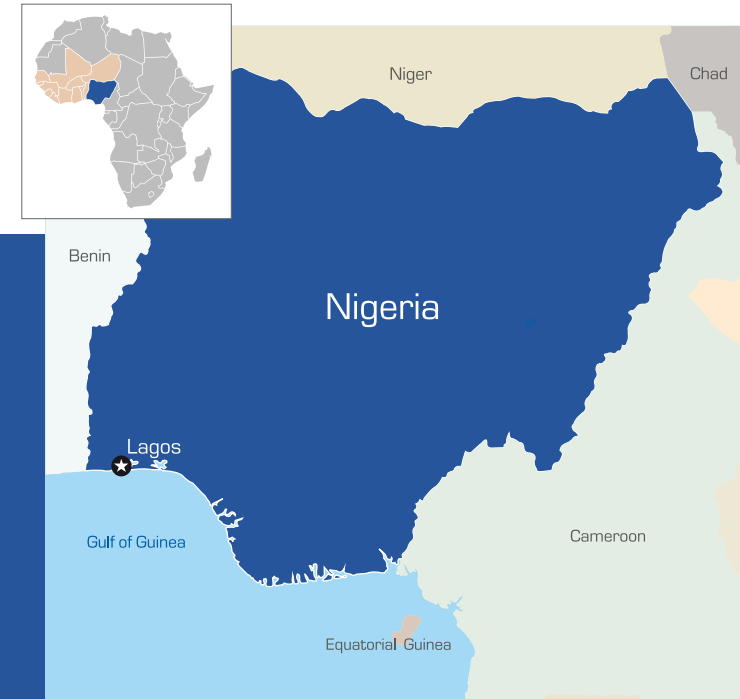 Niger
Chad
Benin
Nigeria
Lagos
Gulf of Guinea
Cameroon
Equatorial Guinea